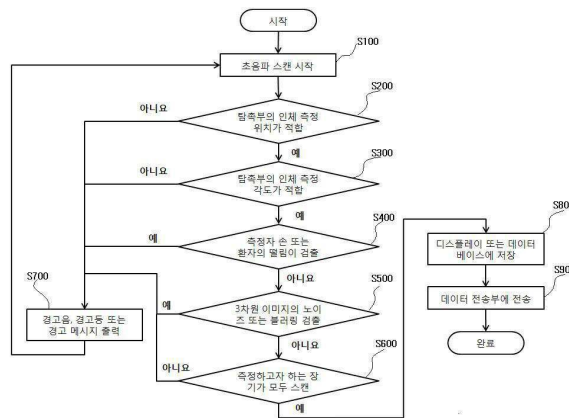 시작
S100
초음파 스캔 시작
S200
아니요
탐촉부의 인체 측정
위치가 적합
예
S300
아니요
탐촉부의 인체 측정
각도가 적합
예
S400
예
측정자 손 또는
환자의 떨림이 검출
아니요
S500
예
3차원 이미지의 노이
즈 또는 블러링 검출
아니요
S600
아니요
측정하고자 하는 장
기가 모두 스캔
예
S700
경고음, 경고등 또는
경고 메시지 출력
S80
디스플레이 또는 데이터
베이스에 저장
S90
데이터 전송부에 전송
완료